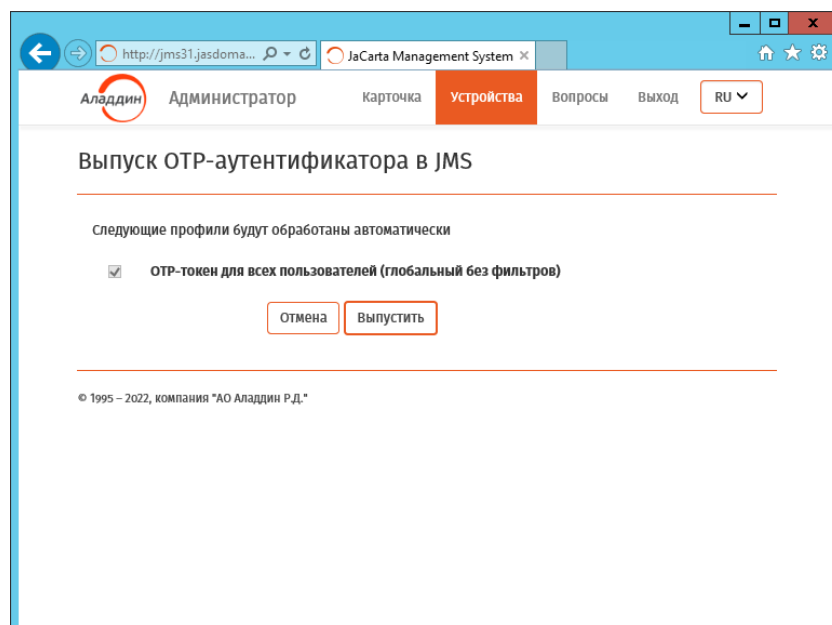 http://jms31.jasdoma...
JaCarta Management System
Аладдин
Администратор
Карточка
Устройства
Вопросы
Выход
RU
Выпуск OTP-аутентификатора в JMS
Следующие профили будут обработаны автоматически
OTP-токен для всех пользователей (глобальный без фильтров)
Отмена
Выпустить
© 1995 – 2022, компания "АО Аладдин Р.Д."